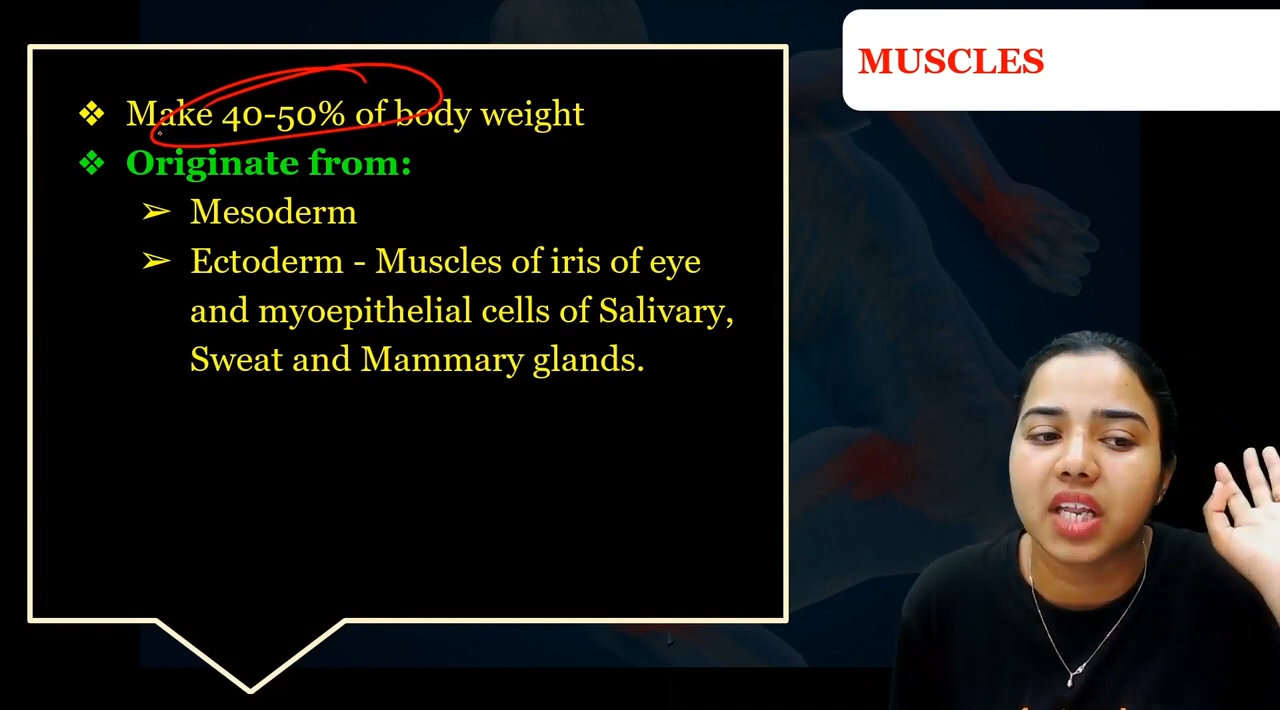 MUSCLES
❖ Make 40-50% of body weight
❖ Originate from:
➢ Mesoderm
➢ Ectoderm - Muscles of iris of eye
and myoepithelial cells of Salivary,
Sweat and Mammary glands.